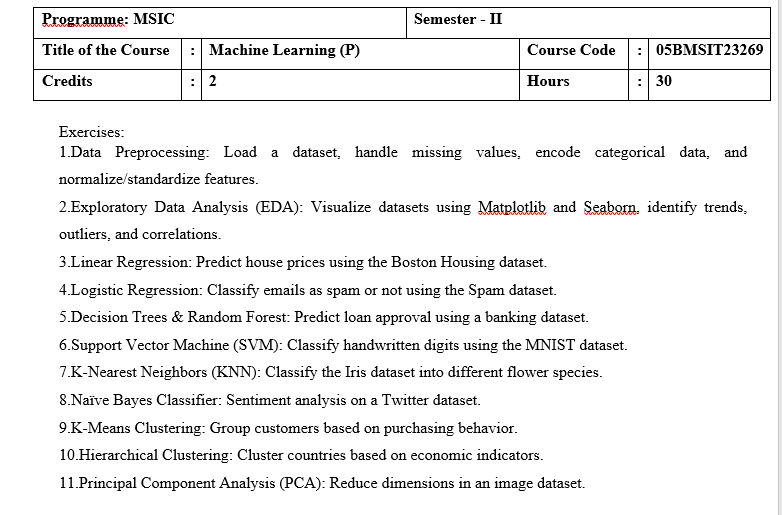 Programme: MSIC Semester - II
Title of the Course : Machine Learning (P) Course Code : 05BMSIT23269
Credits : 2 Hours : 30
Exercises:
1.Data Preprocessing: Load a dataset, handle missing values, encode categorical data, and
normalize/standardize features.
2.Exploratory Data Analysis (EDA): Visualize datasets using Matplotlib and Seaborn, identify trends,
outliers, and correlations.
3.Linear Regression: Predict house prices using the Boston Housing dataset.
4.Logistic Regression: Classify emails as spam or not using the Spam dataset.
5.Decision Trees & Random Forest: Predict loan approval using a banking dataset.
6.Support Vector Machine (SVM): Classify handwritten digits using the MNIST dataset.
7.K-Nearest Neighbors (KNN): Classify the Iris dataset into different flower species.
8.Naïve Bayes Classifier: Sentiment analysis on a Twitter dataset.
9.K-Means Clustering: Group customers based on purchasing behavior.
10.Hierarchical Clustering: Cluster countries based on economic indicators.
11.Principal Component Analysis (PCA): Reduce dimensions in an image dataset.